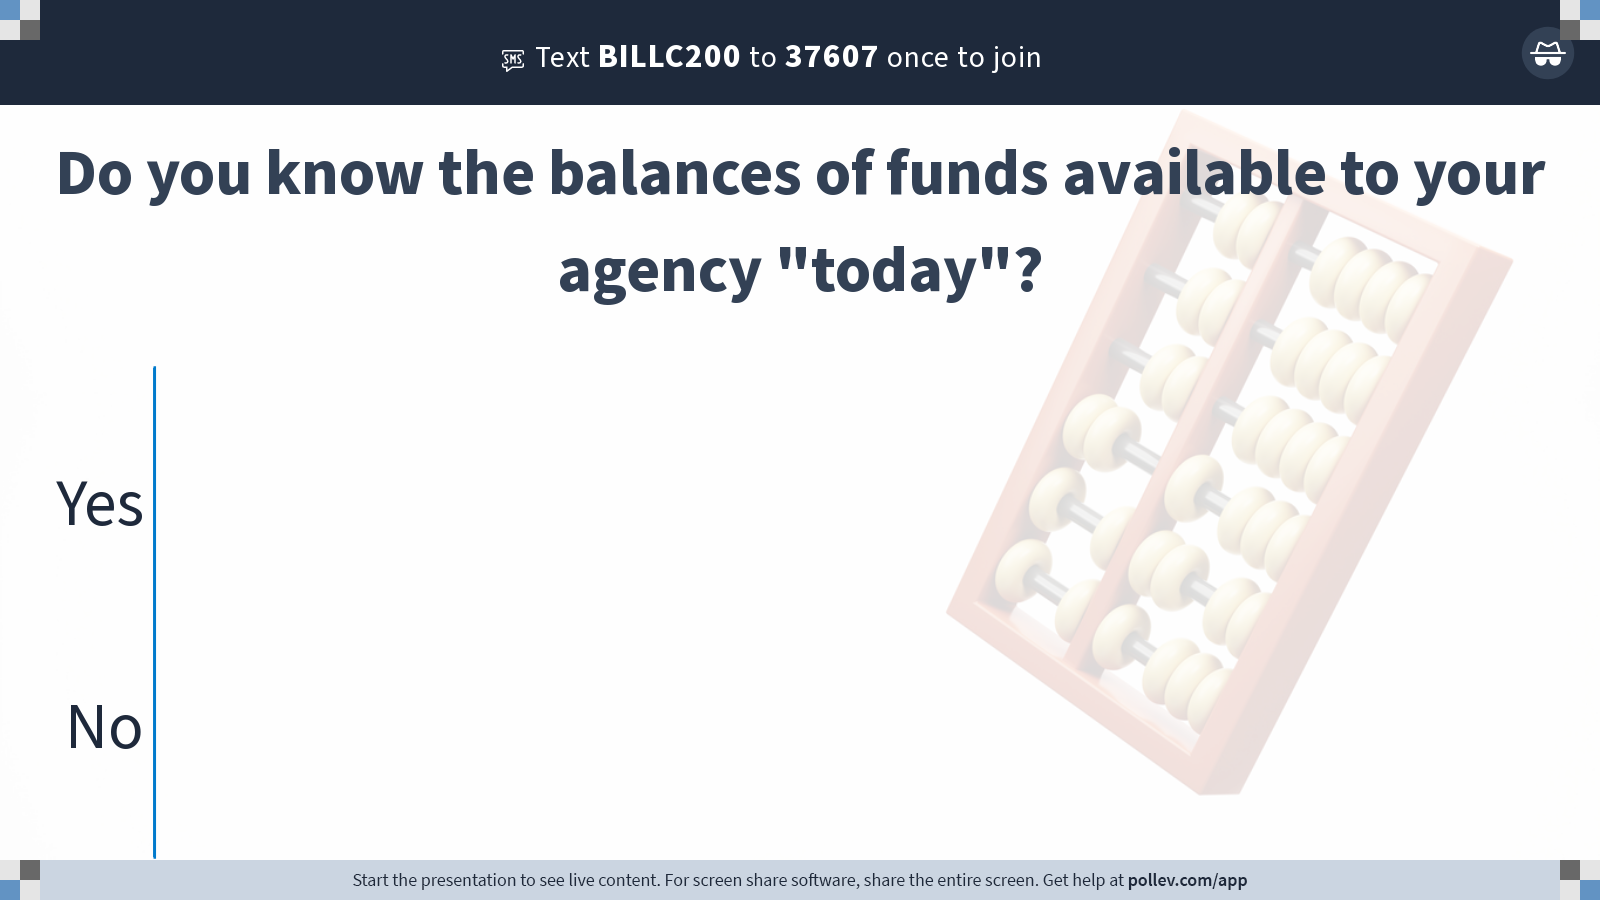 SMS Text BILLC200 to 37607 once to join
Do you know the balances of funds available to your
agency "today"?
Yes
No
Start the presentation to see live content. For screen share software, share the entire screen. Get help at pollev.com/app